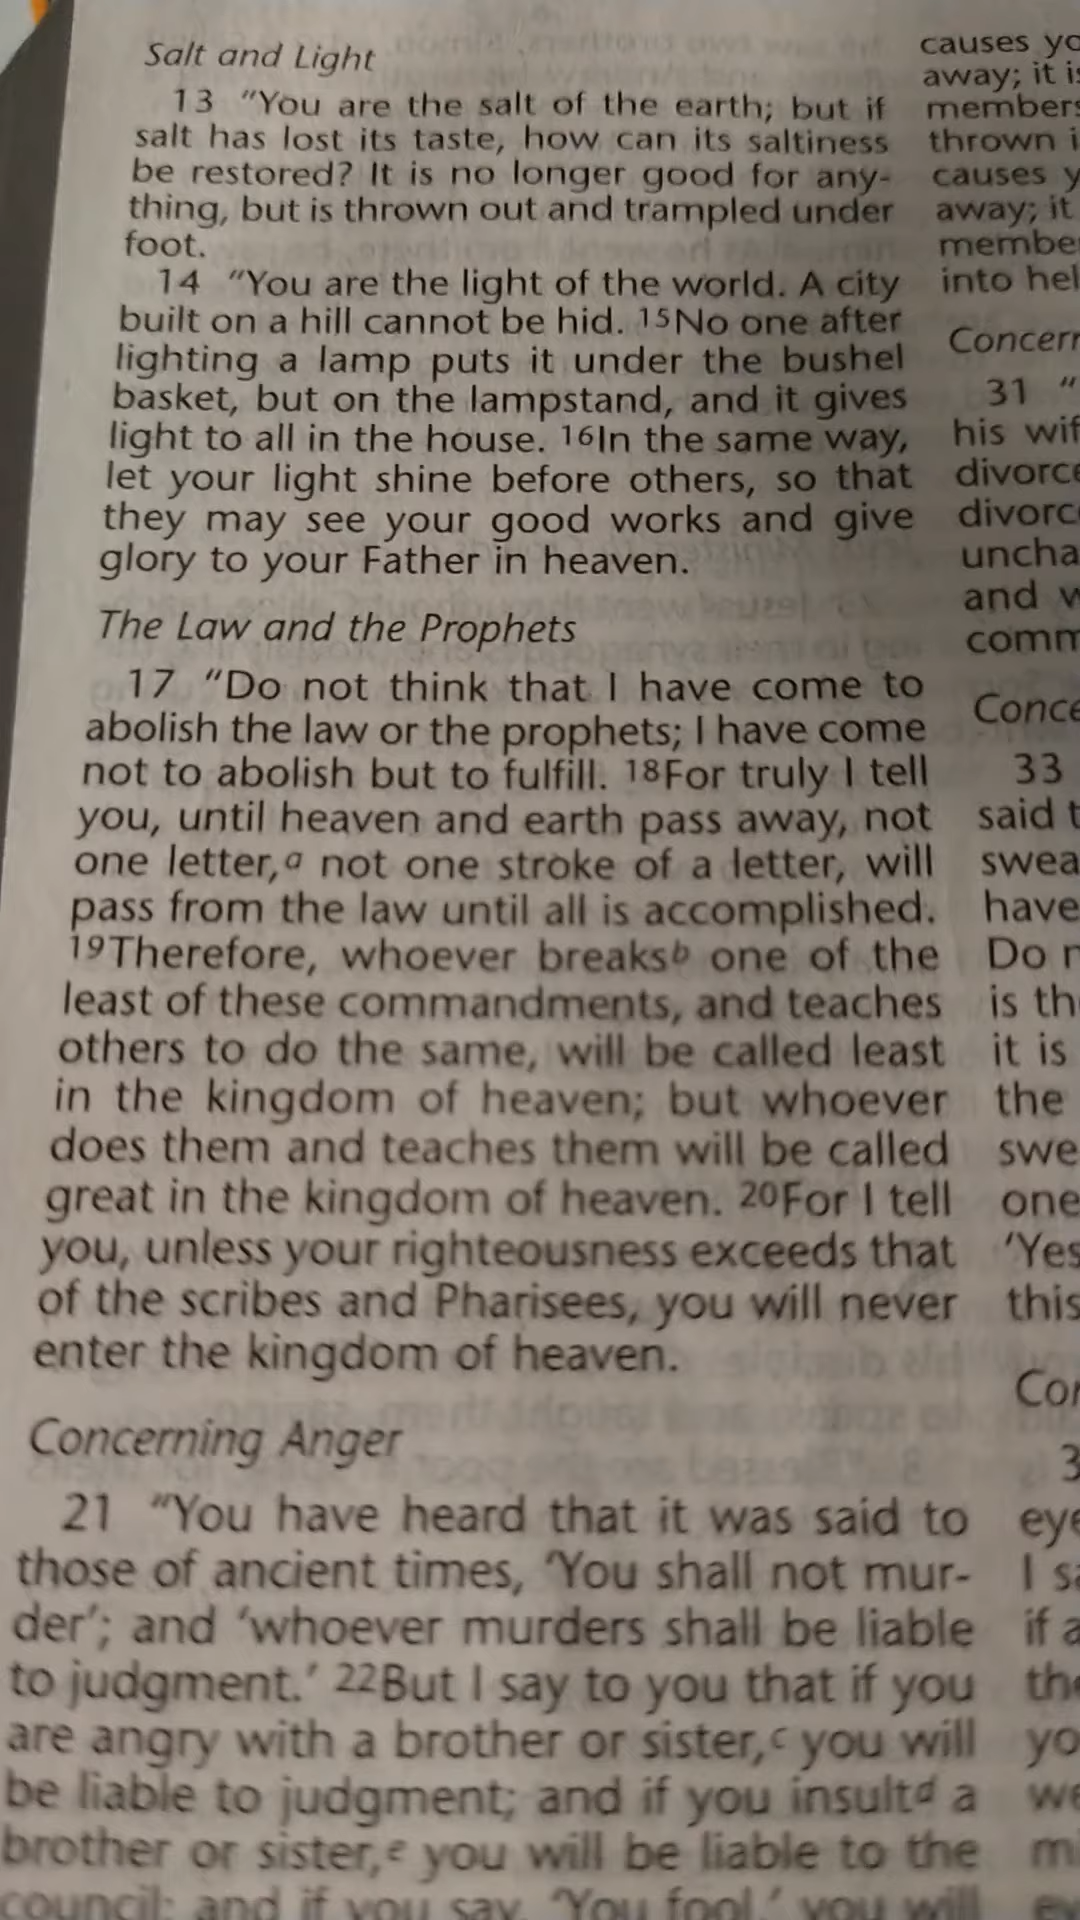 Salt and Light
13 "You are the salt of the earth; but if
salt has lost its taste, how can its saltiness
be restored? It is no longer good for any-
thing, but is thrown out and trampled under
foot.
14 "You are the light of the world. A city
built on a hill cannot be hid. 15No one after
lighting a lamp puts it under the bushel
basket, but on the lampstand, and it gives
light to all in the house. 16In the same way,
let your light shine before others, so that
they may see your good works and give
glory to your Father in heaven.
The Law and the Prophets
17 "Do not think that I have come to
abolish the law or the prophets; I have come
not to abolish but to fulfill. 18For truly I tell
you, until heaven and earth pass away, not
one letter,a not one stroke of a letter, will
pass from the law until all is accomplished.
19Therefore, whoever breaksb one of the
least of these commandments, and teaches
others to do the same, will be called least
in the kingdom of heaven; but whoever
does them and teaches them will be called
great in the kingdom of heaven. 20For I tell
you, unless your righteousness exceeds that
of the scribes and Pharisees, you will never
enter the kingdom of heaven.
Concerning Anger
21 "You have heard that it was said to
those of ancient times, 'You shall not mur-
der'; and 'whoever murders shall be liable
to judgment.' 22But I say to you that if you
are angry with a brother or sister,c you will
be liable to judgment; and if you insultd a
brother or sister,e you will be liable to the
council; and if you say, 'You fool,' you will
causes
away; it
members
thrown
causes
away; it
into
31 "
his
33
said
have
Do
is
it is
the
one
'Yes
this
if